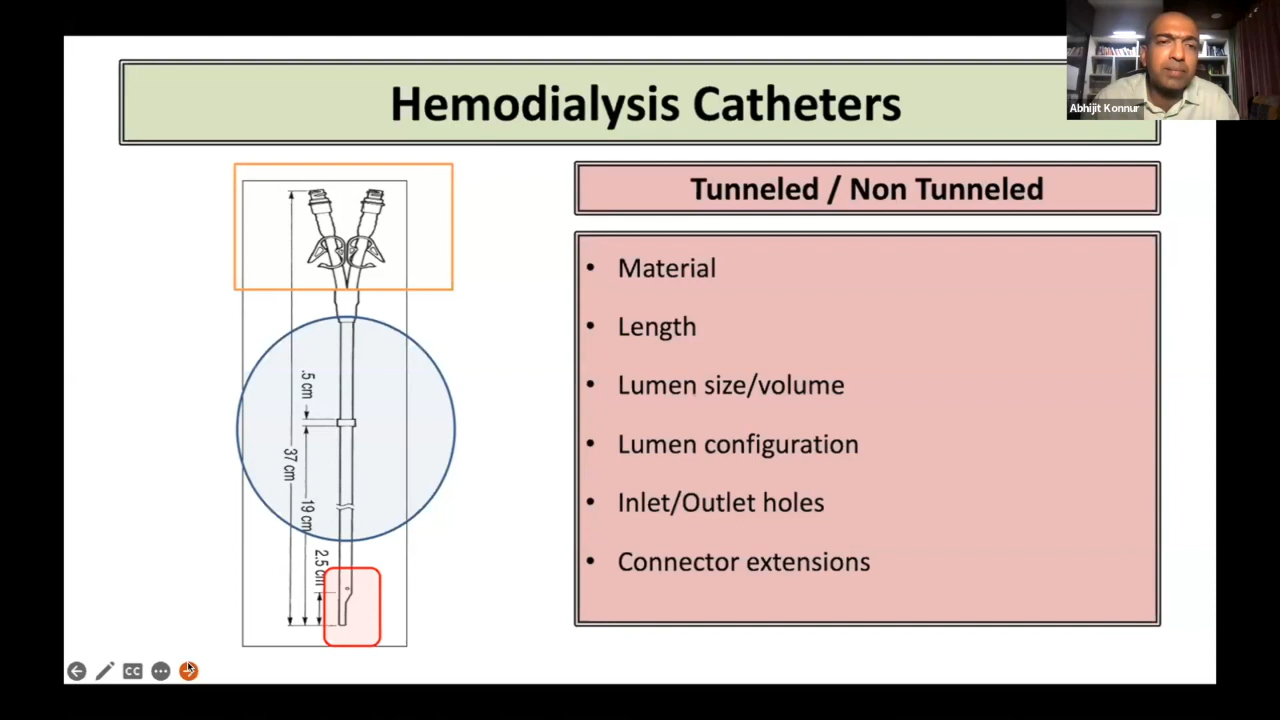 Hemodialysis Catheters
Abhijit Konnur
Tunneled / Non Tunneled
• Material
• Length
• Lumen size/volume
• Lumen configuration
• Inlet/Outlet holes
• Connector extensions
.5 cm
37 cm
19 cm
2.5 cm
CC